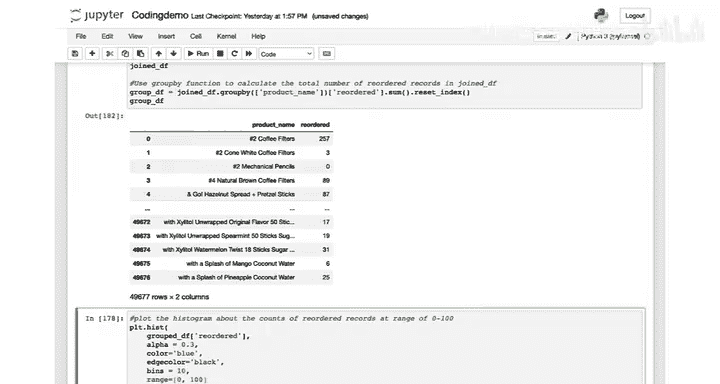 jupyter Codingdemo Last Checkpoint: Yesterday at 1:57 PM (unsaved changes) Logout
File Edit View Insert Cell Kernel Help
Run Code
joined_df
#Use groupby function to calculate the total number of reordered records in joined_df
group_df = joined_df.groupby(['product_name'])['reordered'].sum().reset_index()
group_df
Out[182]:
product_name reordered
0 #2 Coffee Filters 257
1 #2 Cone White Coffee Filters 3
2 #2 Mechanical Pencils 0
3 #4 Natural Brown Coffee Filters 89
4 & Go! Hazelnut Spread + Pretzel Sticks 87
... ... ...
49672 with Xylitol Unwrapped Original Flavor 50 Stic... 17
49673 with Xylitol Unwrapped Spearmint 50 Sticks Sug... 19
49674 with Xylitol Watermelon Twist 18 Sticks Sugar ... 31
49675 with a Splash of Mango Coconut Water 6
49676 with a Splash of Pineapple Coconut Water 25
49677 rows × 2 columns
In [178]: #plot the histogram about the counts of reordered records at range of 0-100
plt.hist(
grouped_df['reordered'],
alpha = 0.3,
color='blue',
edgecolor='black',
bins = 10,
range=[0, 100]